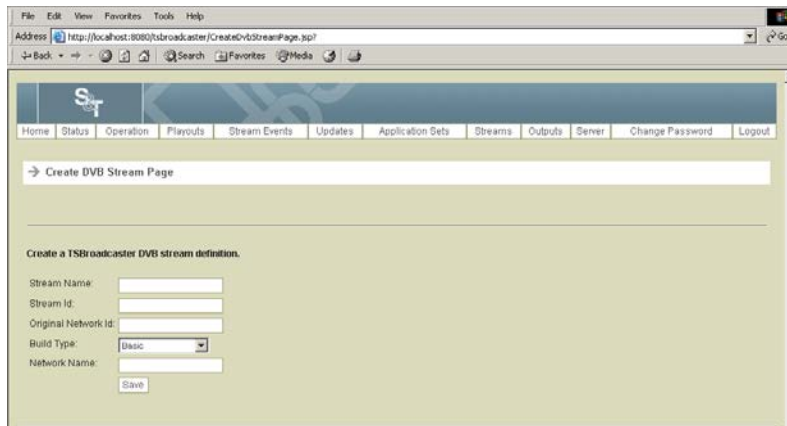 File Edit View Favorites Tools Help
Address http://localhost:8080/tsbroadcaster/CreateDvbStreamPage.jsp? Go
Back Search Favorites Media
S&T
Home Status Operation Playouts Stream Events Updates Application Sets Streams Outputs Server Change Password Logout
Create DVB Stream Page
Create a TSBroadcaster DVB stream definition.
Stream Name:
Stream Id:
Original Network Id:
Build Type: Basic
Network Name:
Save